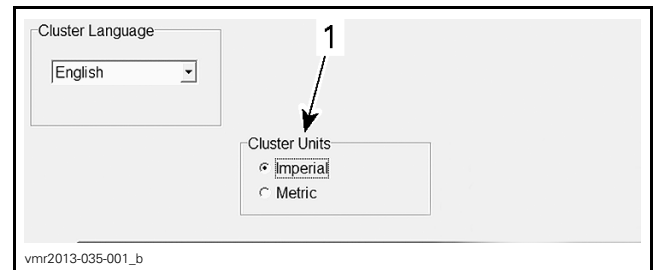 Cluster Language
1
English
Cluster Units
Imperial
Metric
vmr2013-035-001_b